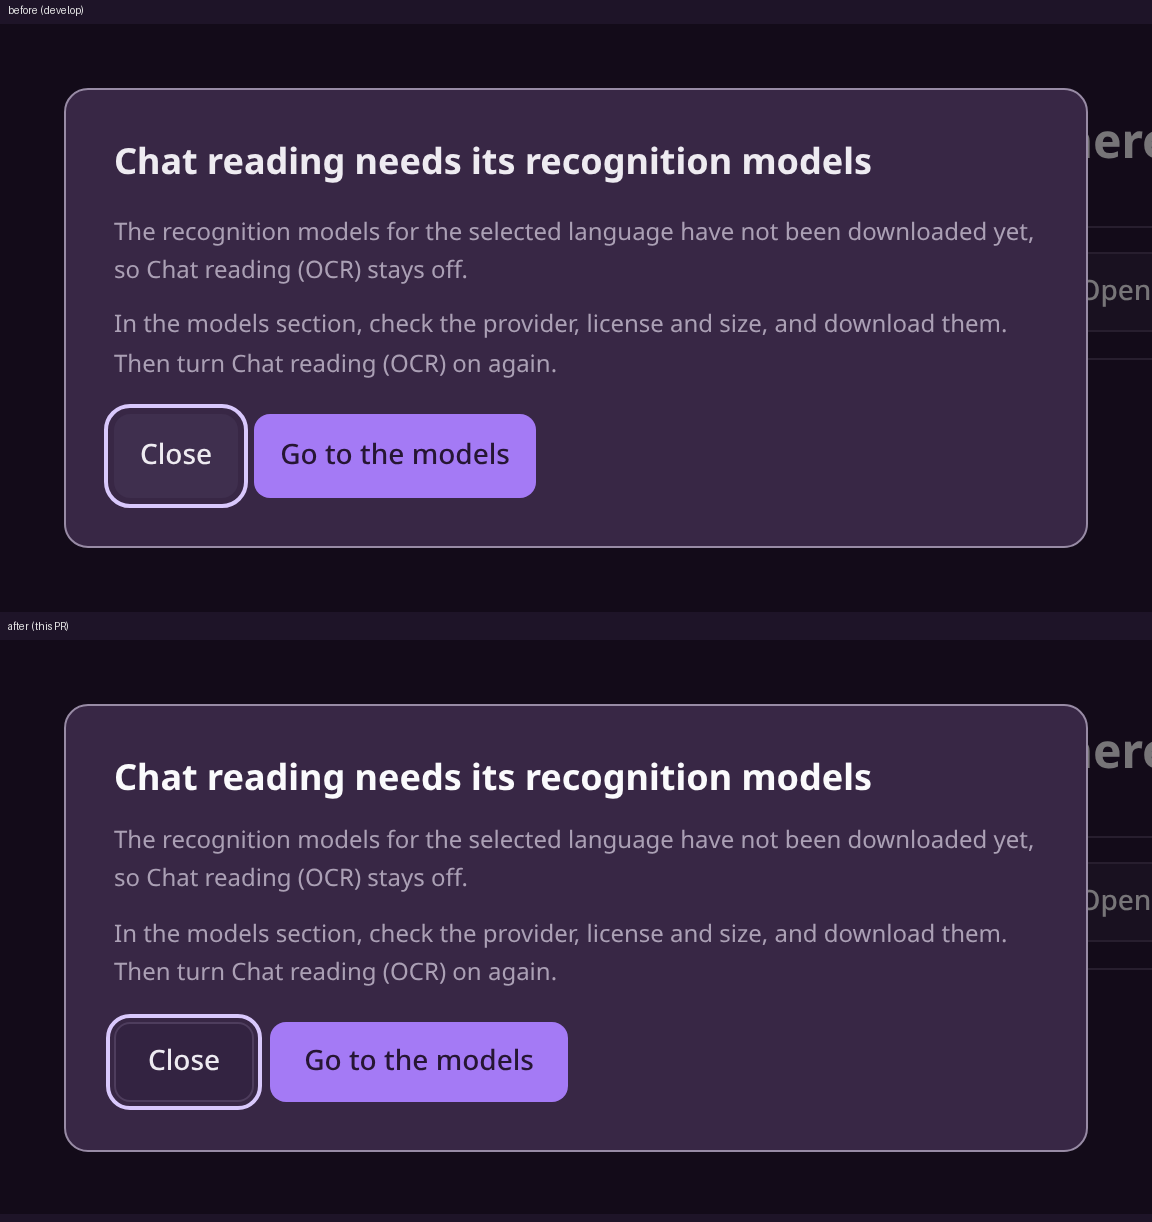 before (develop)
Chat reading needs its recognition models
here
The recognition models for the selected language have not been downloaded yet,
so Chat reading (OCR) stays off.
Open
In the models section, check the provider, license and size, and download them.
Then turn Chat reading (OCR) on again.
Close
Go to the models
after (this PR)
Chat reading needs its recognition models
The recognition models for the selected language have not been downloaded yet,
so Chat reading (OCR) stays off.
Open
In the models section, check the provider, license and size, and download them.
Then turn Chat reading (OCR) on again.
Close
Go to the models